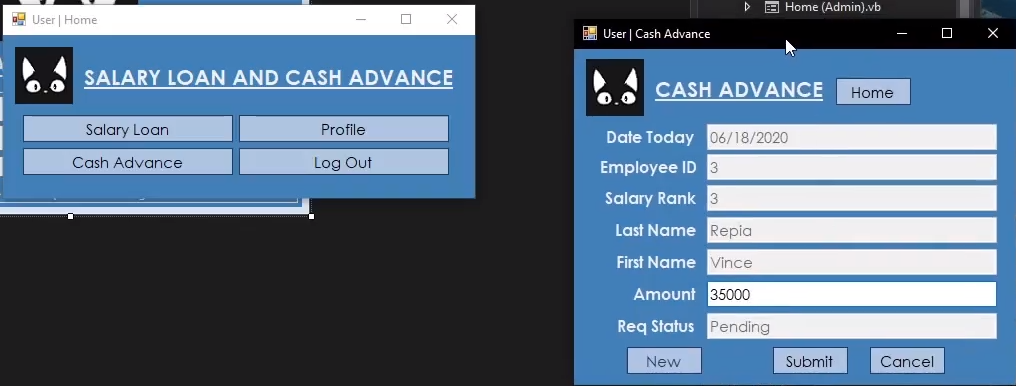 Home (Admin).vb
User | Home
SALARY LOAN AND CASH ADVANCE
Salary Loan
Profile
Cash Advance
Log Out
User | Cash Advance
CASH ADVANCE
Home
Date Today 06/18/2020
Employee ID 3
Salary Rank 3
Last Name Repia
First Name Vince
Amount 35000
Req Status Pending
New Submit Cancel